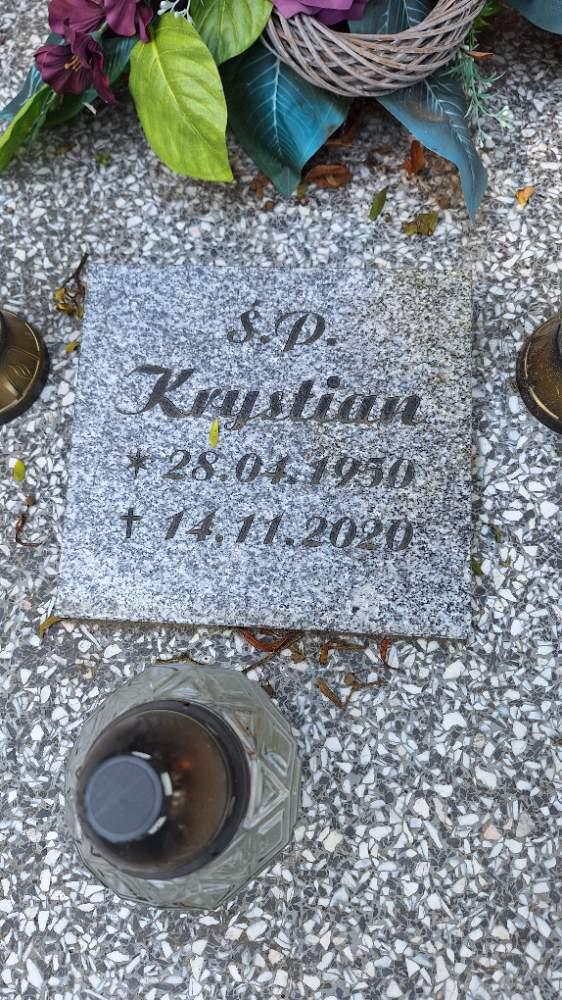 Ś.P.
Krystian
* 28.04.1950
† 14.11.2020